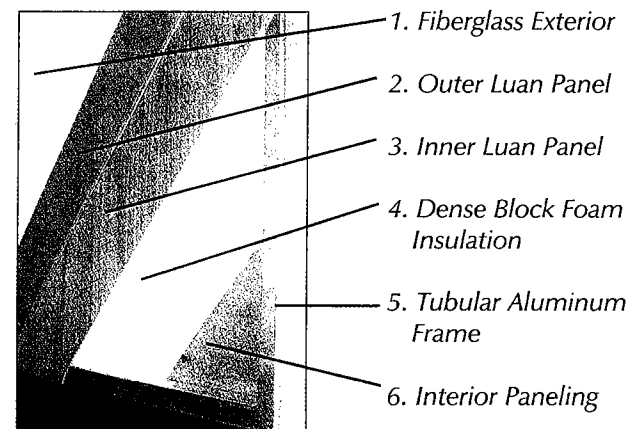 1. Fiberglass Exterior
2. Outer Luan Panel
3. Inner Luan Panel
4. Dense Block Foam
Insulation
5. Tubular Aluminum
Frame
6. Interior Paneling